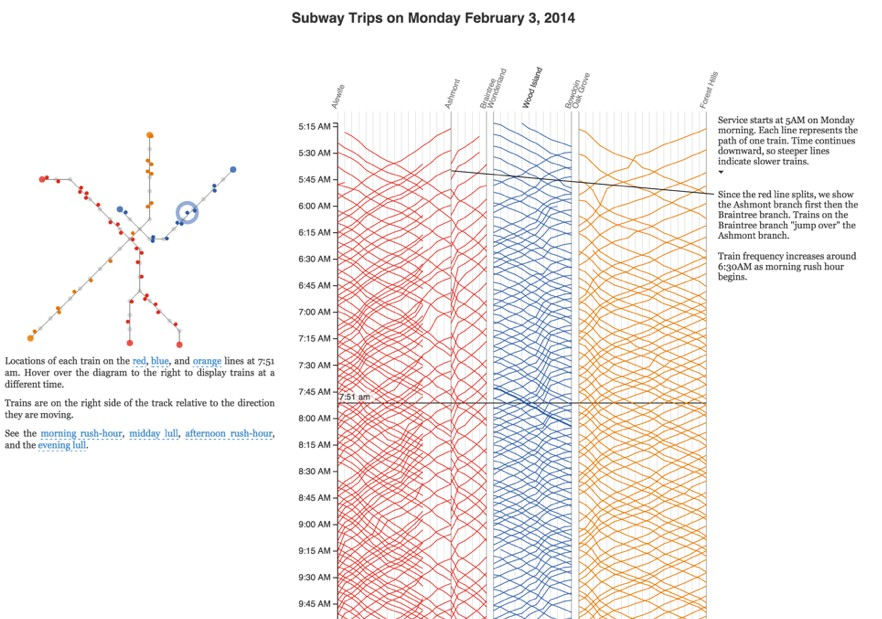 Subway Trips on Monday February 3, 2014
Alewife
Ashmont
Braintree
Wonderland
Wood Island
Bowdoin
Oak Grove
Forest Hills
5:15 AM
5:30 AM
5:45 AM
6:00 AM
6:15 AM
6:30 AM
6:45 AM
7:00 AM
7:15 AM
7:30 AM
7:45 AM
7:51 am
8:00 AM
8:15 AM
8:30 AM
8:45 AM
9:00 AM
9:15 AM
9:30 AM
9:45 AM
Service starts at 5AM on Monday
morning. Each line represents the
path of one train. Time continues
downward, so steeper lines
indicate slower trains.
Since the red line splits, we show
the Ashmont branch first then the
Braintree branch. Trains on the
Braintree branch "jump over" the
Ashmont branch.
Train frequency increases around
6:30AM as morning rush hour
begins.
Locations of each train on the red, blue, and orange lines at 7:51
am. Hover over the diagram to the right to display trains at a
different time.
Trains are on the right side of the track relative to the direction
they are moving.
See the morning rush-hour, midday lull, afternoon rush-hour,
and the evening lull.